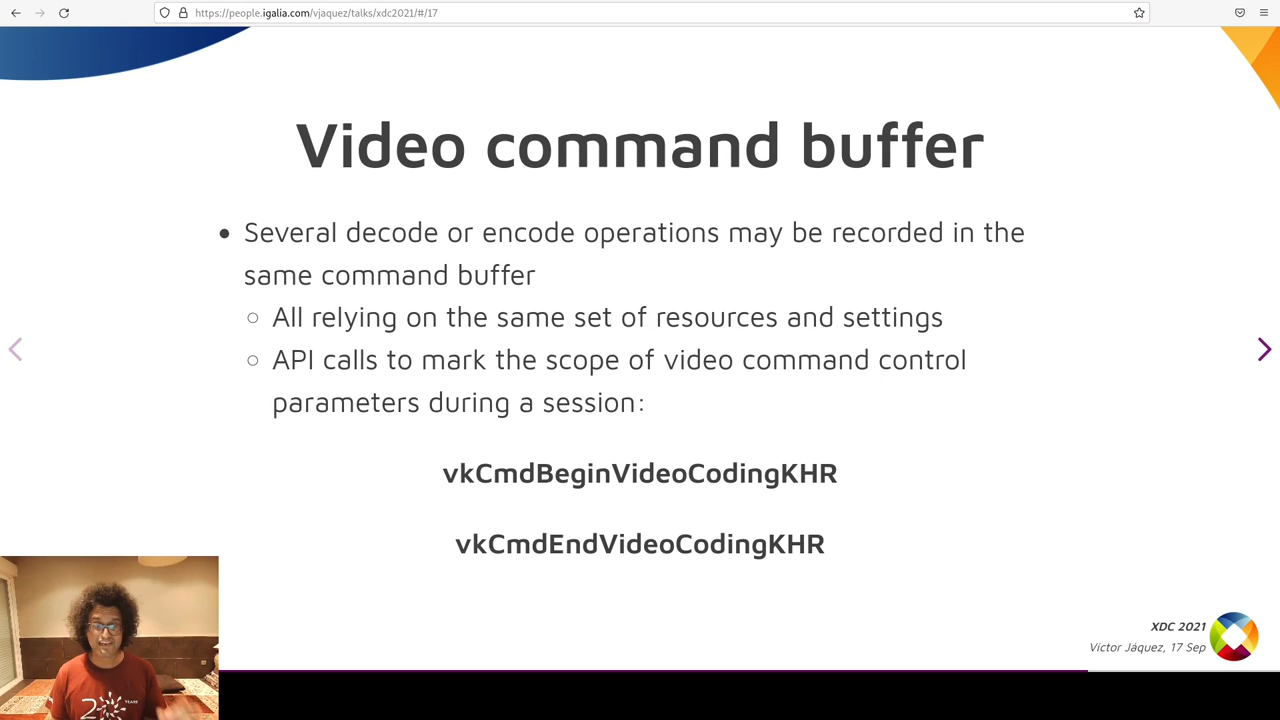 https://people.igalia.com/vjaquez/talks/xdc2021/#/17
Video command buffer
Several decode or encode operations may be recorded in the
same command buffer
All relying on the same set of resources and settings
API calls to mark the scope of video command control
parameters during a session:
vkCmdBeginVideoCodingKHR
vkCmdEndVideoCodingKHR
XDC 2021
Víctor Jáquez, 17 Sep
20 YEARS